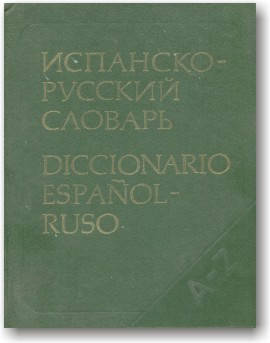 ИСПАНСКО-
РУССКИЙ
СЛОВАРЬ
DICCIONARIO
ESPAÑOL-
RUSO
A-Z